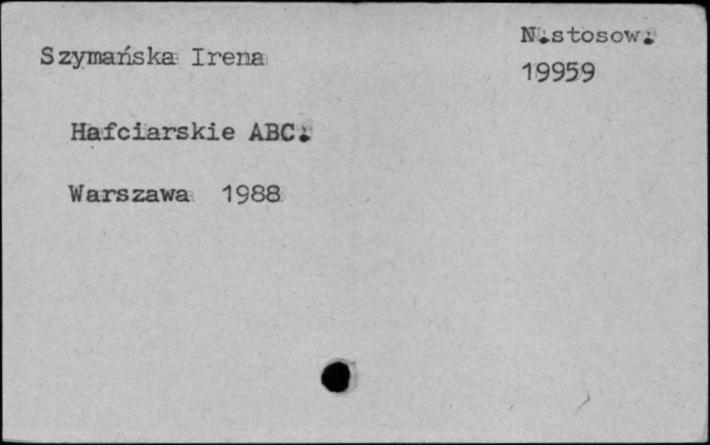 N.stosow.
Szymańska Irena
19959
Hafciarskie ABC.
Warszawa 1988